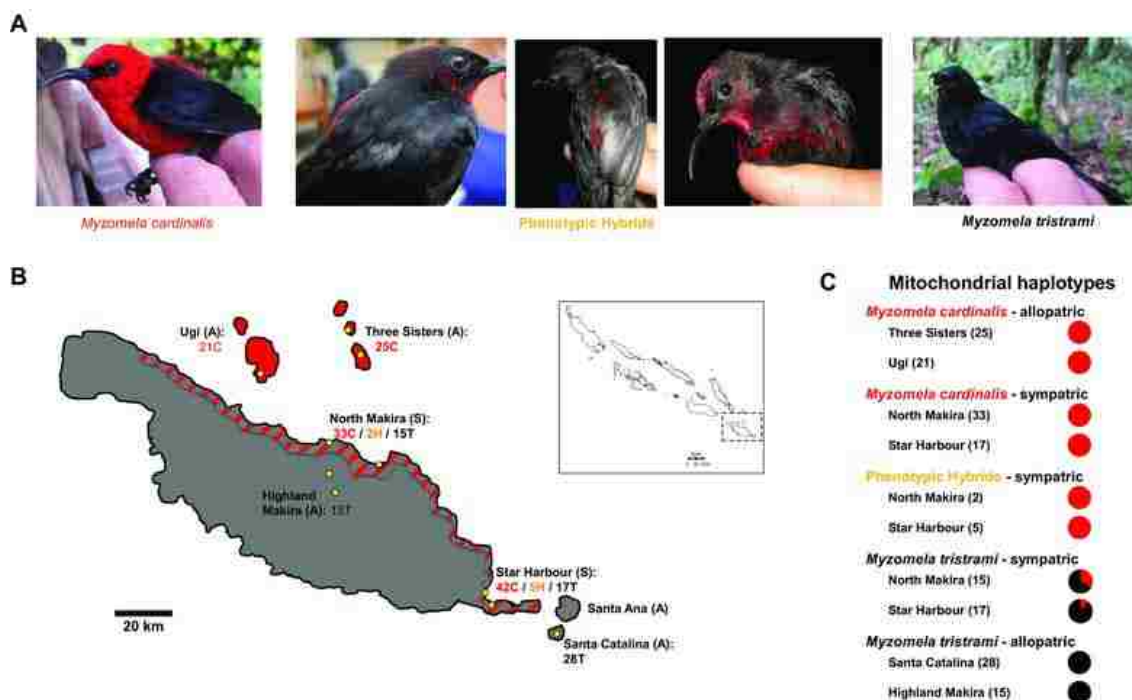 A
Myzomela cardinalis
Phenotypic Hybrids
Myzomela tristrami
B
Ugi (A):
21C
Three Sisters (A):
25C
North Makira (S)
33C / 2H / 15T
Highland
Makira (A): 15T
Star Harbour (S):
42C / 5H / 17T
Santa Ana (A)
Santa Catalina (A):
28T
20 km
C
Mitochondrial haplotypes
Myzomela cardinalis - allopatric
Three Sisters (25)
Ugi (21)
Myzomela cardinalis - sympatric
North Makira (33)
Star Harbour (17)
Phenotypic Hybrids - sympatric
North Makira (2)
Star Harbour (5)
Myzomela tristrami - sympatric
North Makira (15)
Star Harbour (17)
Myzomela tristrami - allopatric
Santa Catalina (28)
Highland Makira (15)